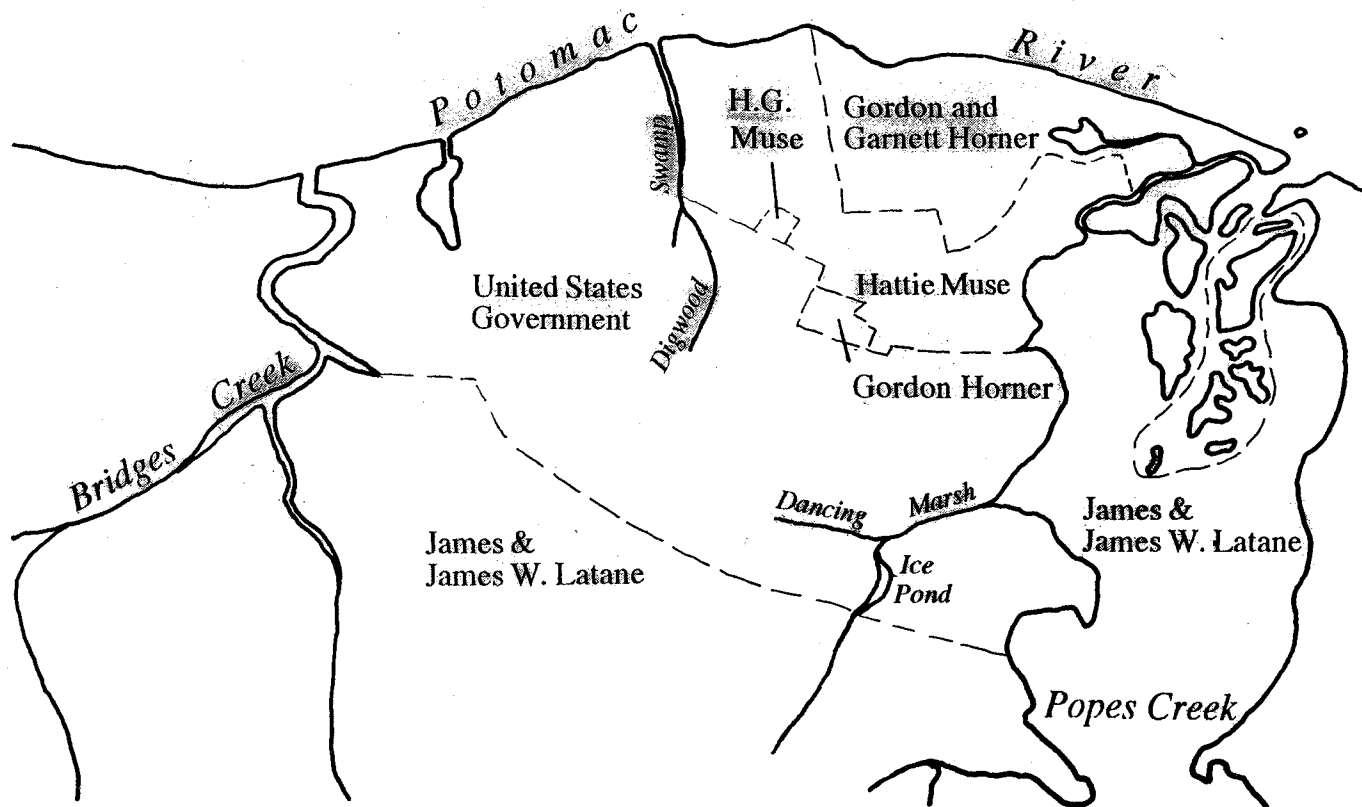 Potomac
River
H.G.
Muse
Gordon and
Garnett Horner
Swamp
United States
Government
Digwood
Hattie Muse
Gordon Horner
Bridges Creek
Dancing Marsh
James &
James W. Latane
Ice
Pond
James &
James W. Latane
Popes Creek